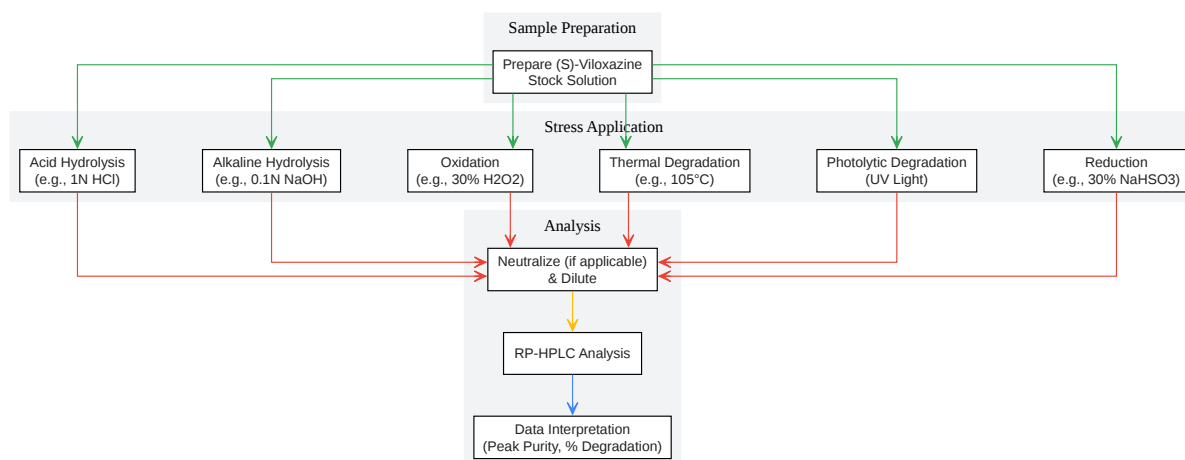 Sample Preparation
Prepare (S)-Viloxazine
Stock Solution
Stress Application
Acid Hydrolysis
(e.g., 1N HCl)
Alkaline Hydrolysis
(e.g., 0.1N NaOH)
Oxidation
(e.g., 30% H2O2)
Thermal Degradation
(e.g., 105°C)
Photolytic Degradation
(UV Light)
Reduction
(e.g., 30% NaHSO3)
Analysis
Neutralize (if applicable)
& Dilute
RP-HPLC Analysis
Data Interpretation
(Peak Purity, % Degradation)